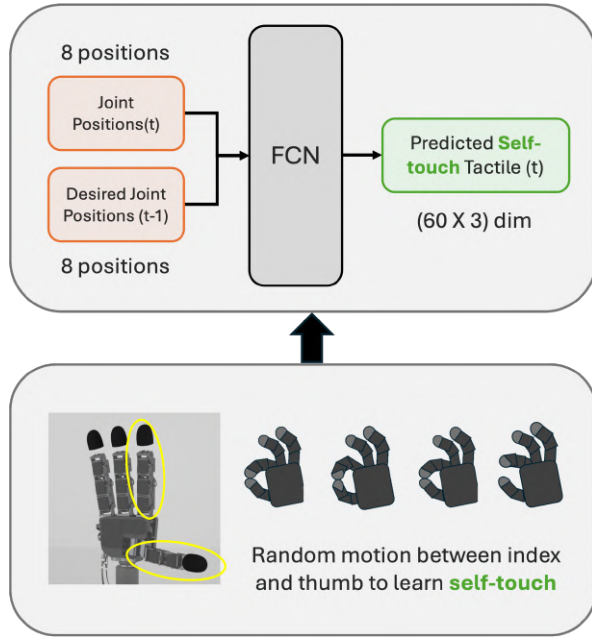 8 positions
Joint
Positions(t)
Desired Joint
Positions (t-1)
8 positions
FCN
Predicted Self-
touch Tactile (t)
(60 X 3) dim
Random motion between index
and thumb to learn self-touch